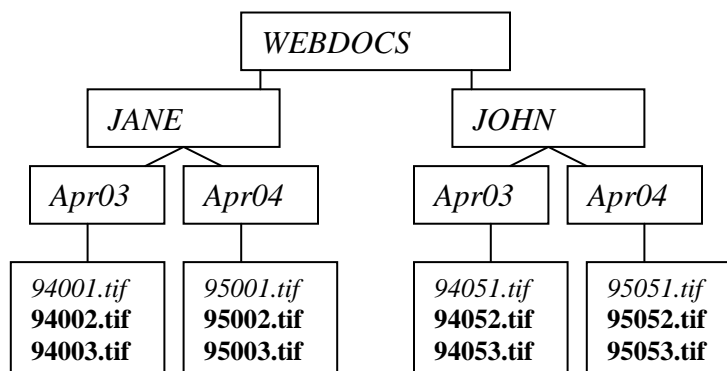 WEBDOCS
JANE
JOHN
Apr03
Apr04
Apr03
Apr04
94001.tif
94002.tif
94003.tif
95001.tif
95002.tif
95003.tif
94051.tif
94052.tif
94053.tif
95051.tif
95052.tif
95053.tif